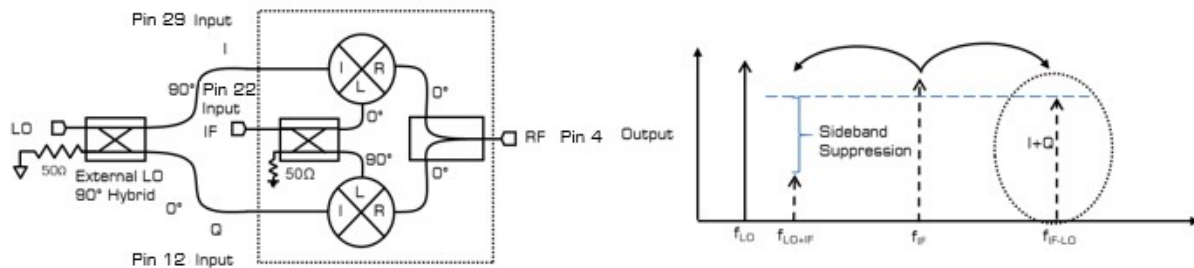 Pin 29 Input
I
I R
L
90°
Pin 22
Input
0°
0°
LO
IF
RF Pin 4 Output
50Ω
External LO
90° Hybrid
50Ω
90°
0°
0°
L
I R
Q
Pin 12 Input
Sideband
Suppression
I+Q
fLO
fLO+IF
fIF
fIF-LO